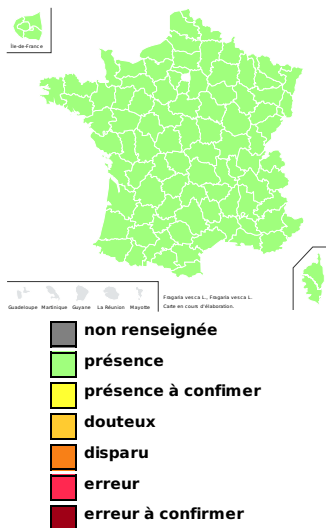 Île-de-France
Guadeloupe Martinique Guyane La Réunion Mayotte
Fragaria vesca L., Fragaria vesca L.
Carte en cours d'élaboration.
non renseignée
présence
présence à confimer
douteux
disparu
erreur
erreur à confirmer